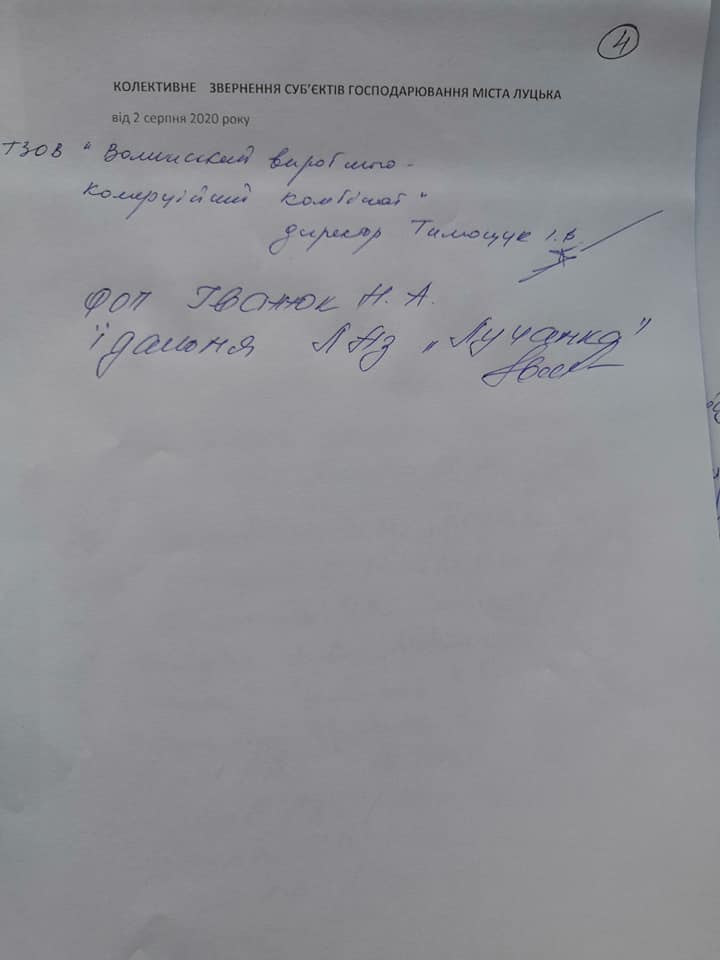 4
КОЛЕКТИВНЕ ЗВЕРНЕННЯ СУБ'ЄКТІВ ГОСПОДАРЮВАННЯ МІСТА ЛУЦЬКА
від 2 серпня 2020 року
ТЗОВ "Волинський виробничо-
комерційний комбінат"
директор Тимощук І.В.
ФОП Іванюк Н.А.
їдальня ЛАЗ "Лучанка"